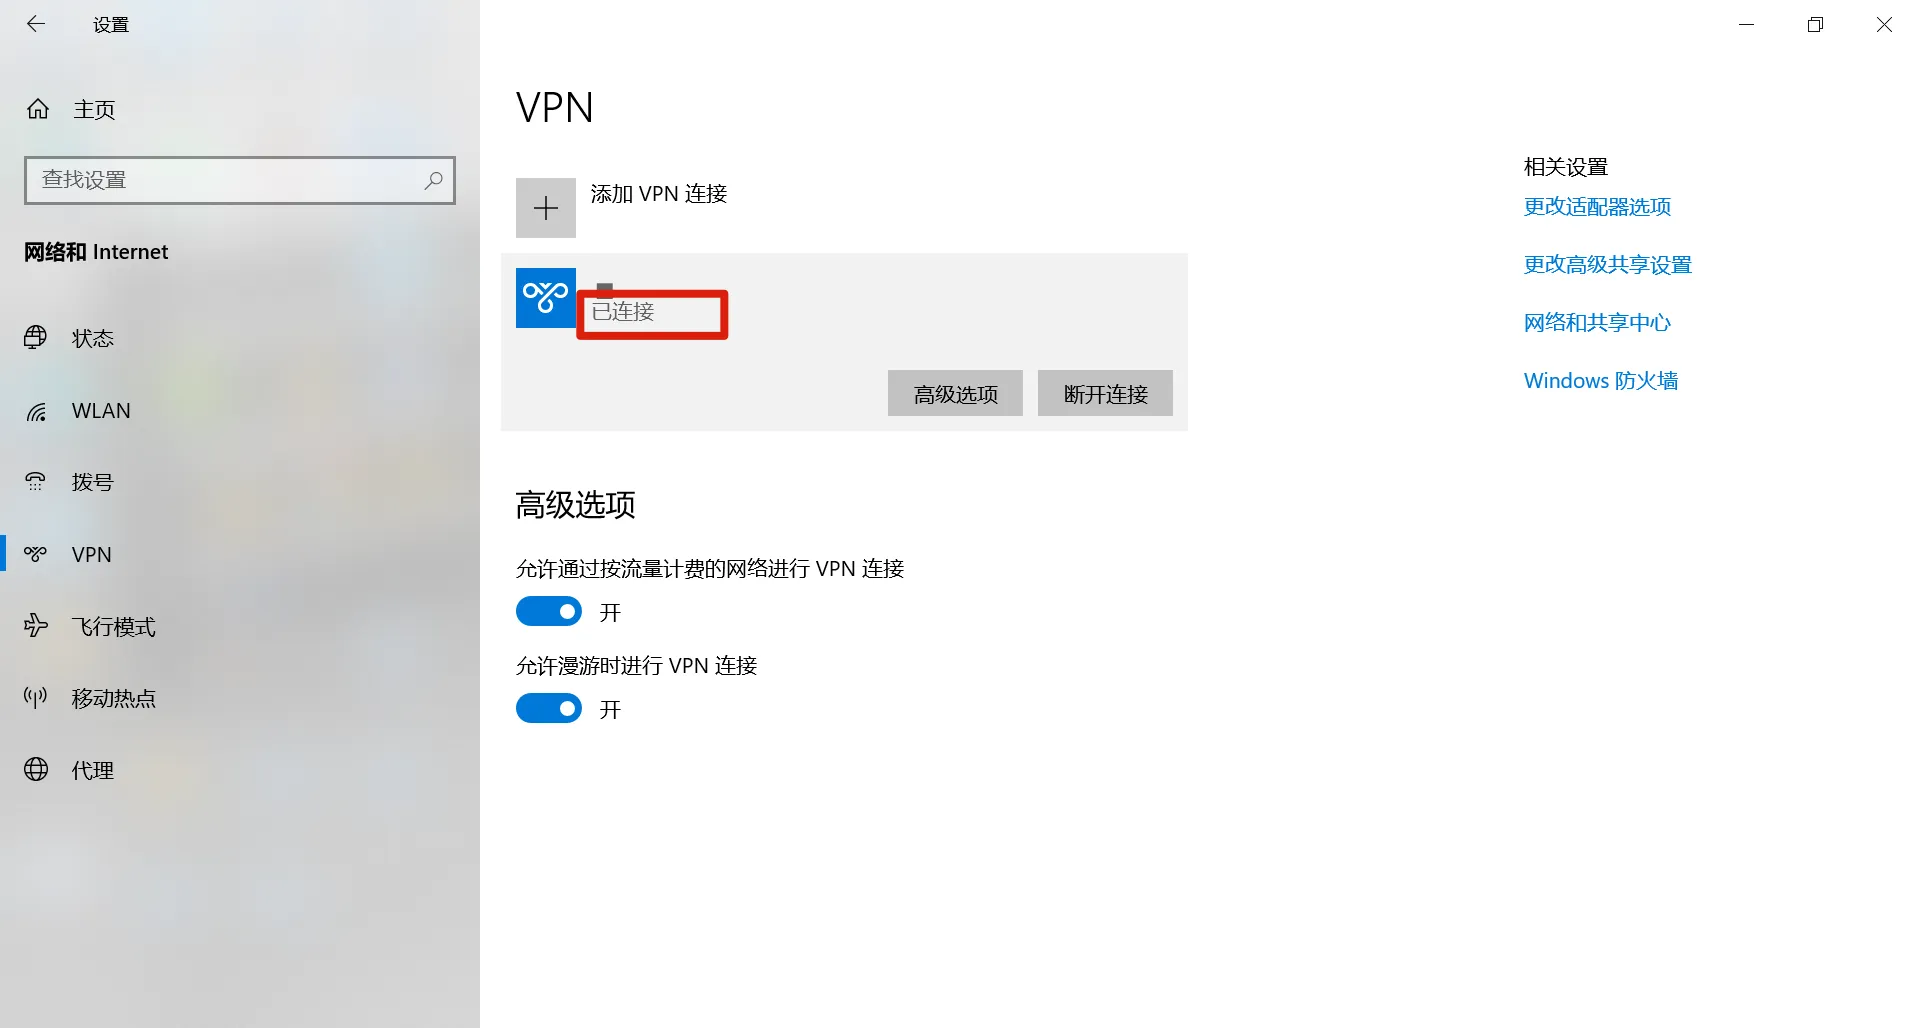 设置
主页
查找设置
网络和 Internet
状态
WLAN
拨号
VPN
飞行模式
移动热点
代理
VPN
添加 VPN 连接
已连接
高级选项
断开连接
高级选项
允许通过按流量计费的网络进行 VPN 连接
开
允许漫游时进行 VPN 连接
开
相关设置
更改适配器选项
更改高级共享设置
网络和共享中心
Windows 防火墙